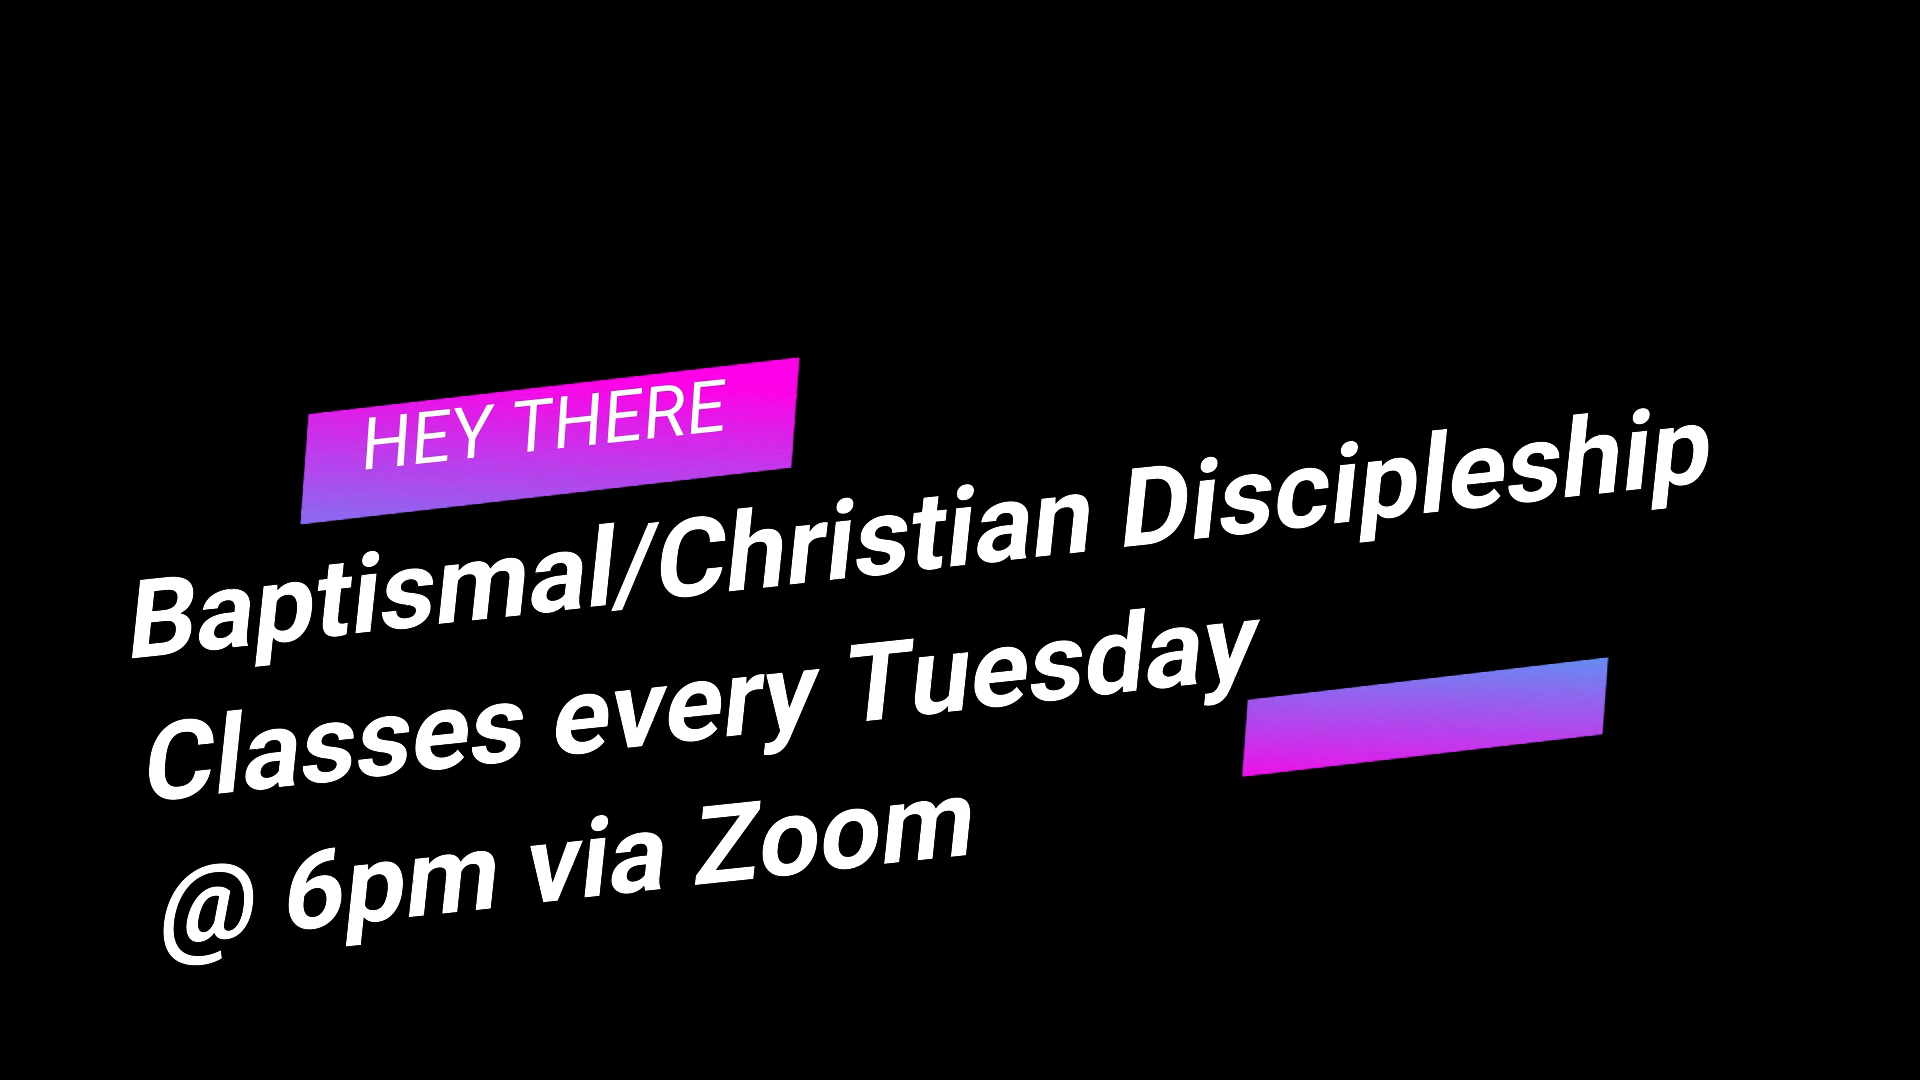 HEY THERE
Baptismal/Christian Discipleship
Classes every Tuesday
@ 6pm via Zoom